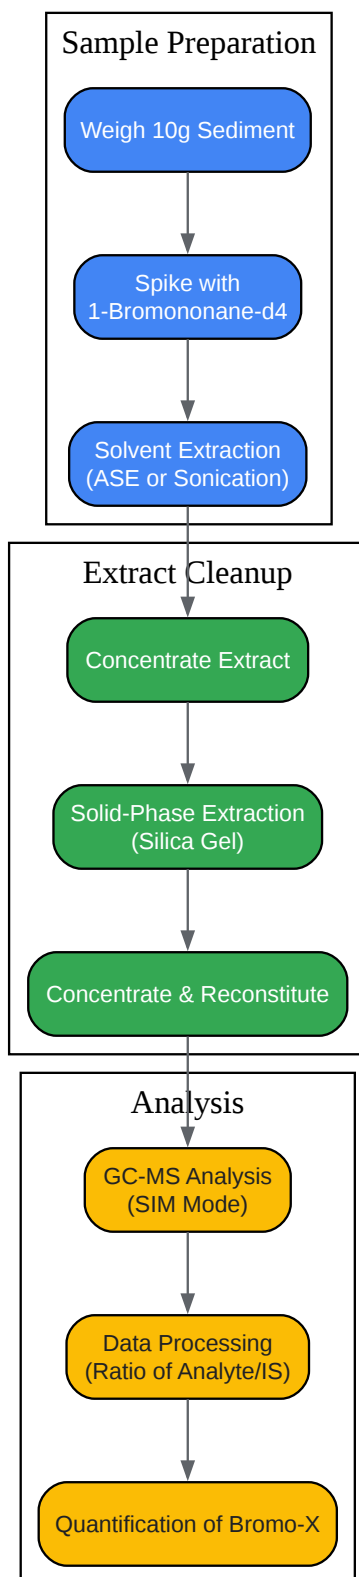 Sample Preparation
Weigh 10g Sediment
Spike with
1-Bromononane-d4
Solvent Extraction
(ASE or Sonication)
Extract Cleanup
Concentrate Extract
Solid-Phase Extraction
(Silica Gel)
Concentrate & Reconstitute
Analysis
GC-MS Analysis
(SIM Mode)
Data Processing
(Ratio of Analyte/IS)
Quantification of Bromo-X